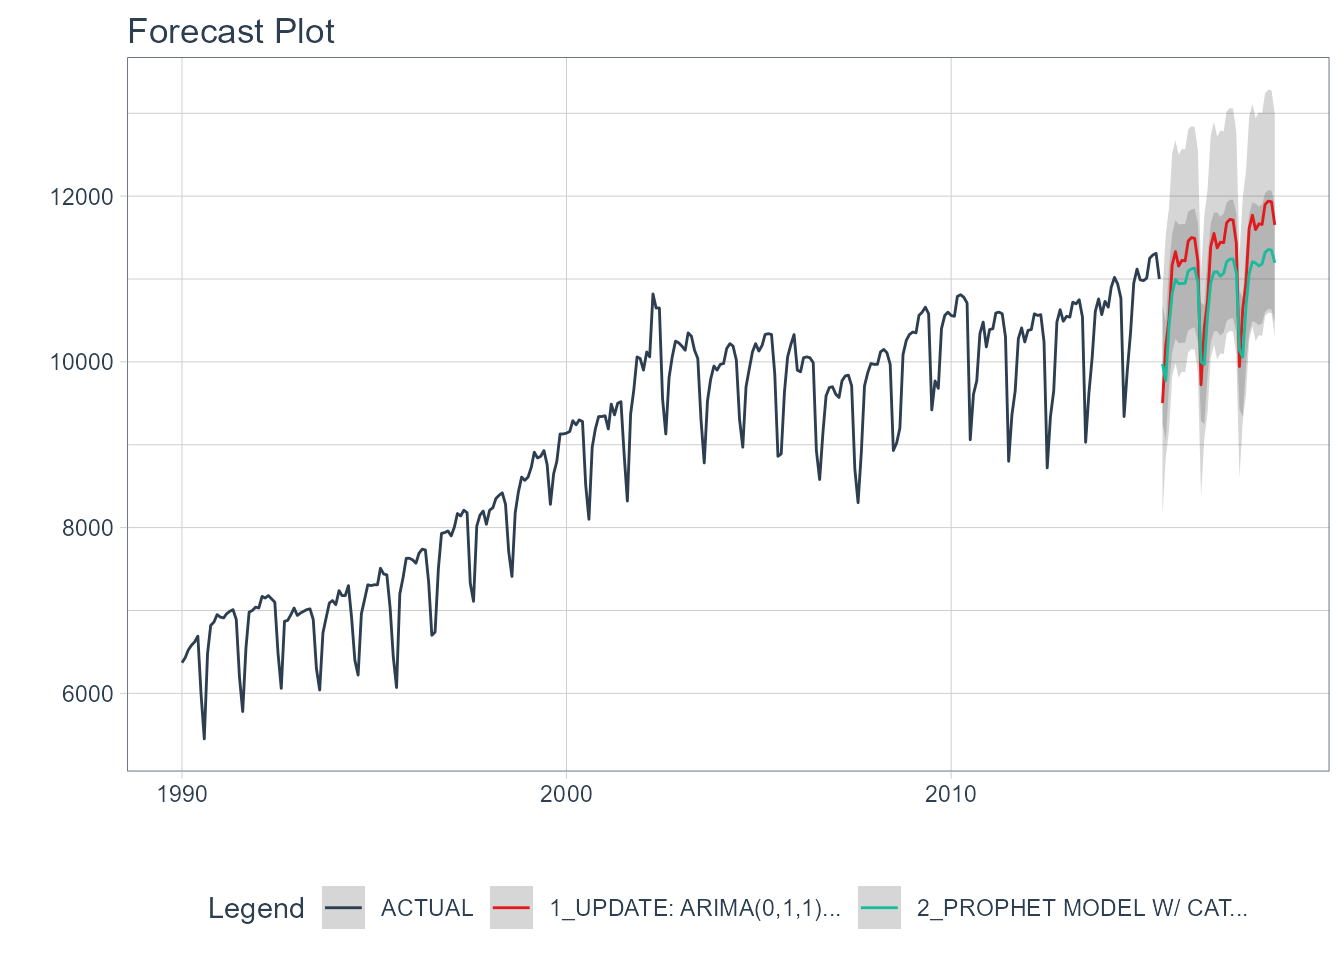 Forecast Plot
12000
10000
8000
6000
1990 2000 2010
Legend ACTUAL 1_UPDATE: ARIMA(0,1,1)... 2_PROPHET MODEL W/ CAT...